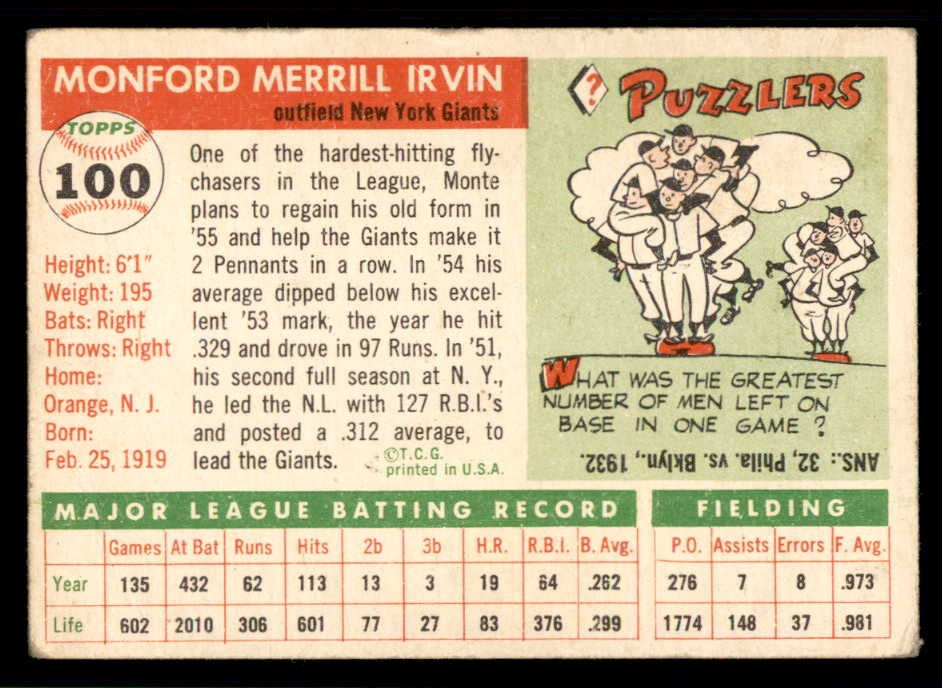 MONFORD MERRILL IRVIN
outfield New York Giants
TOPPS
100
One of the hardest-hitting fly-
chasers in the League, Monte
plans to regain his old form in
'55 and help the Giants make it
2 Pennants in a row. In '54 his
average dipped below his excel-
lent '53 mark, the year he hit
.329 and drove in 97 Runs. In '51,
his second full season at N. Y.,
he led the N.L. with 127 R.B.I.'s
and posted a .312 average, to
lead the Giants.
©T.C.G.
printed in U.S.A.
Height: 6'1"
Weight: 195
Bats: Right
Throws: Right
Home:
Orange, N. J.
Born:
Feb. 25, 1919
? PUZZLERS
WHAT WAS THE GREATEST
NUMBER OF MEN LEFT ON
BASE IN ONE GAME ?
ANS.: 32, Phila. vs. Bklyn., 1932.
MAJOR LEAGUE BATTING RECORD
Games At Bat Runs Hits 2b 3b H.R. R.B.I. B. Avg.
Year 135 432 62 113 13 3 19 64 .262
Life 602 2010 306 601 77 27 83 376 .299
FIELDING
P.O. Assists Errors F. Avg.
276 7 8 .973
1774 148 37 .981